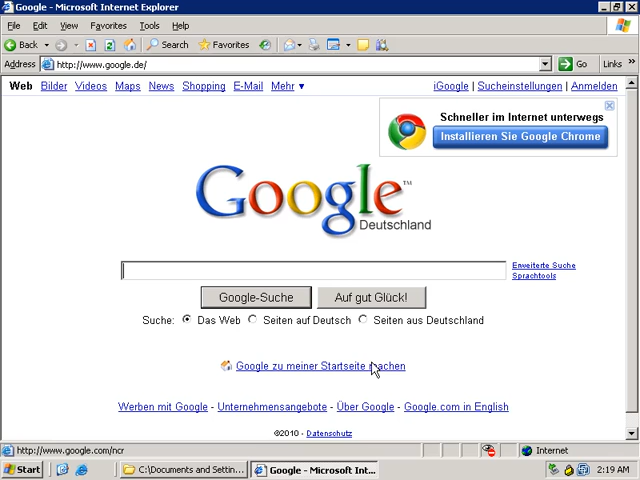 Google - Microsoft Internet Explorer
File Edit View Favorites Tools Help
Back Search Favorites
Address http://www.google.de/ Go Links »
Web Bilder Videos Maps News Shopping E-Mail Mehr ▼ iGoogle | Sucheinstellungen | Anmelden
Schneller im Internet unterwegs
Installieren Sie Google Chrome
Google™
Deutschland
Erweiterte Suche
Sprachtools
Google-Suche Auf gut Glück!
Suche: Das Web Seiten auf Deutsch Seiten aus Deutschland
Google zu meiner Startseite machen
Werben mit Google - Unternehmensangebote - Über Google - Google.com in English
©2010 - Datenschutz
http://www.google.com/ncr Internet
Start C:\Documents and Settin... Google - Microsoft Int... 2:19 AM